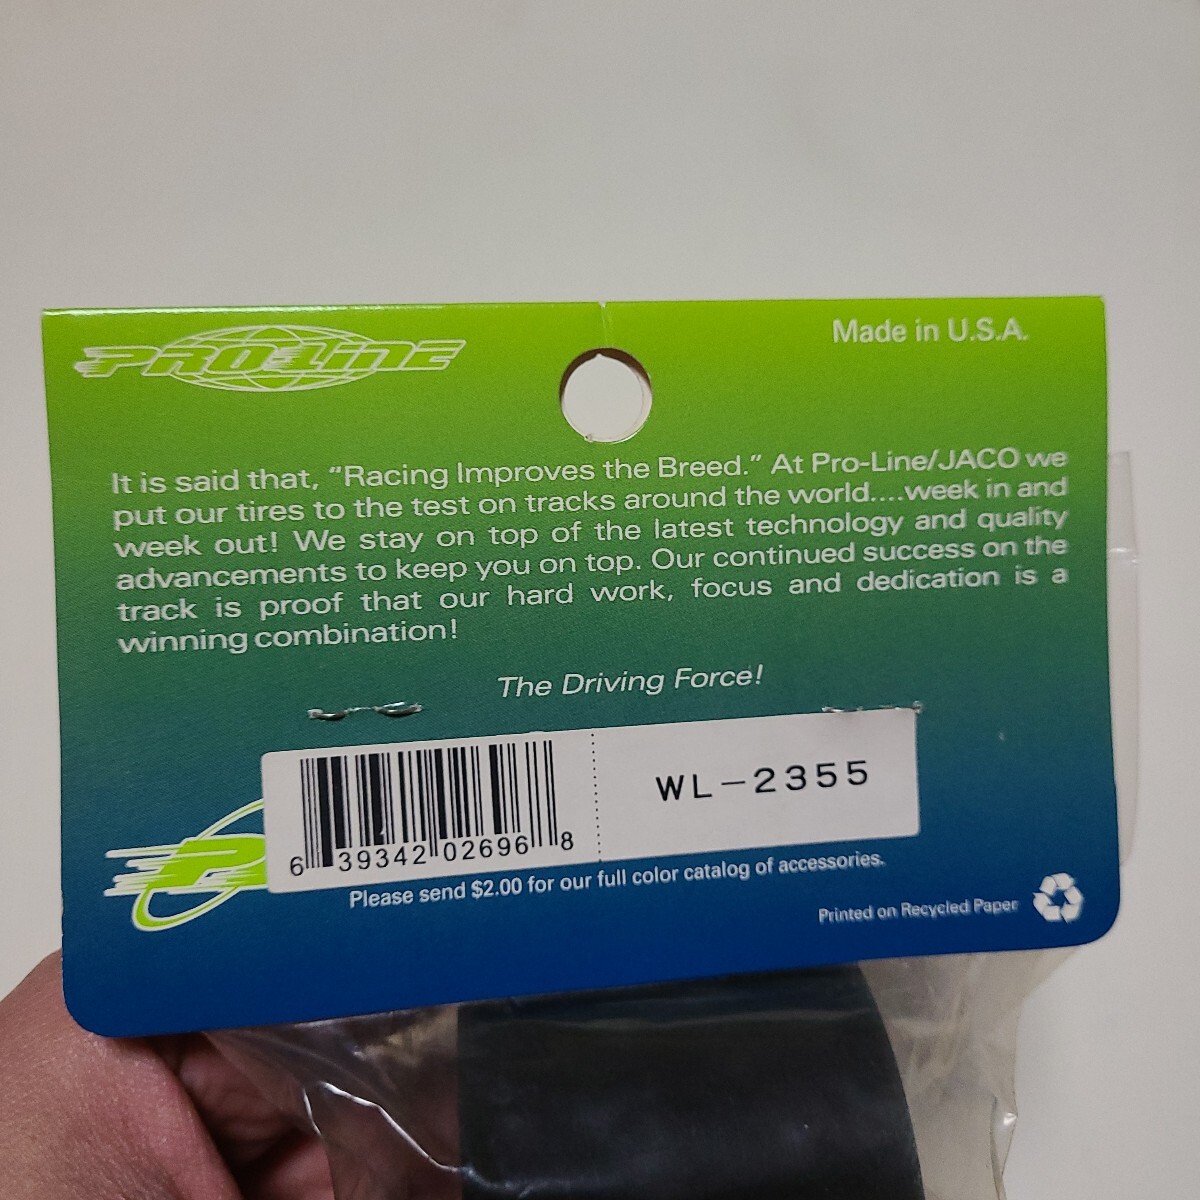 PRO-LINE
Made in U.S.A.
It is said that, “Racing Improves the Breed.” At Pro-Line/JACO we
put our tires to the test on tracks around the world....week in and
week out! We stay on top of the latest technology and quality
advancements to keep you on top. Our continued success on the
track is proof that our hard work, focus and dedication is a
winning combination!
The Driving Force!
WL-2355
6 39342 02696 8
P
Please send $2.00 for our full color catalog of accessories.
Printed on Recycled Paper